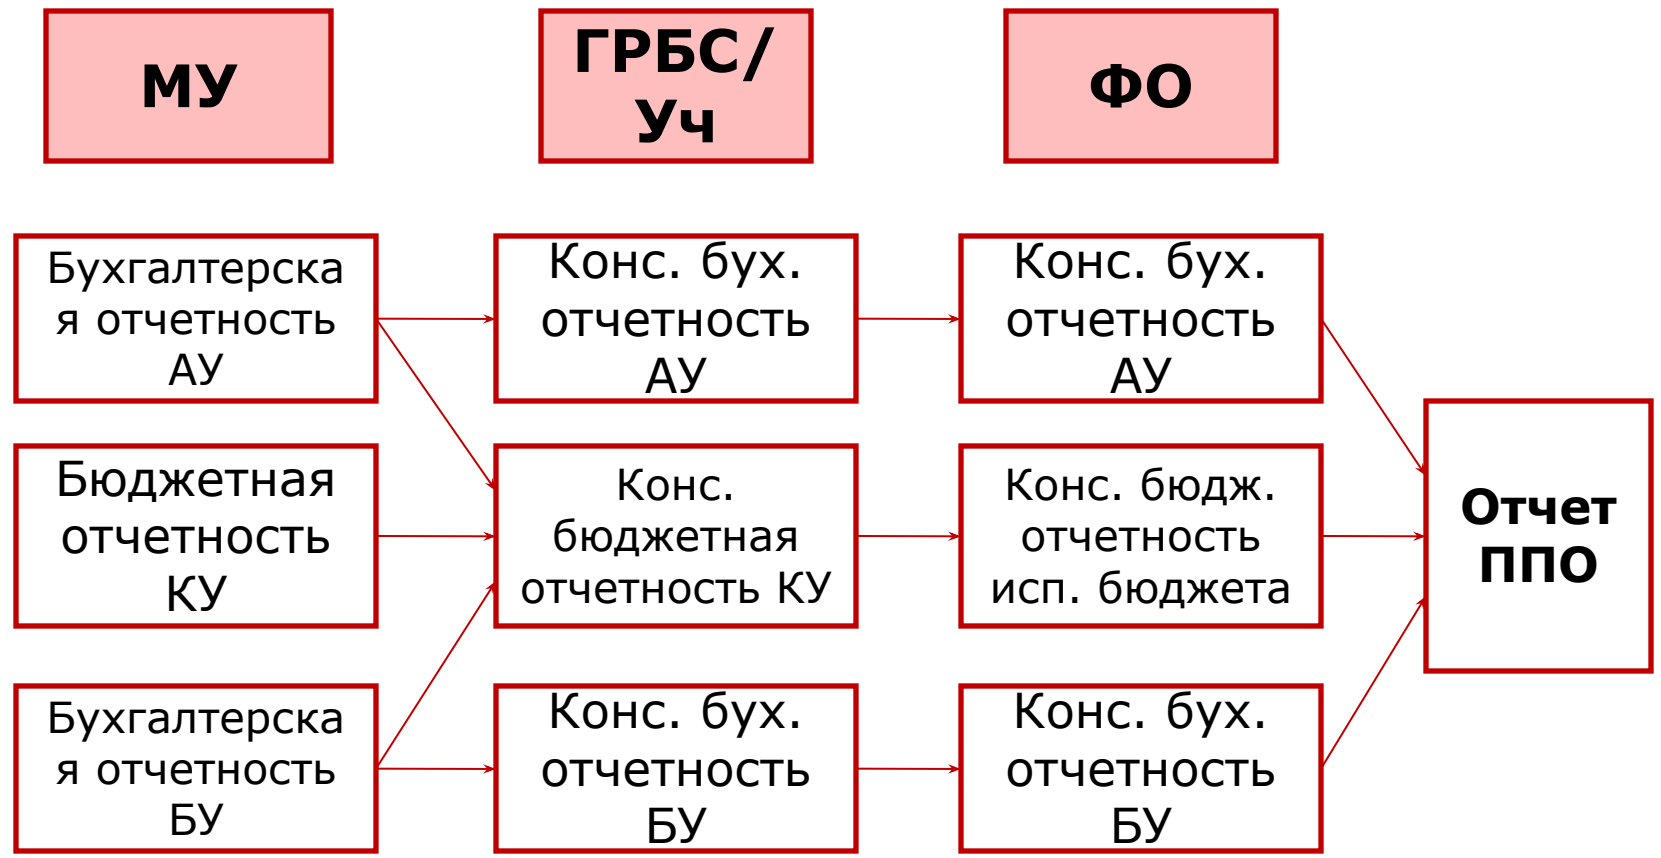 МУ
ГРБС/
Уч
ФО
Бухгалтерска
я отчетность
АУ
Конс. бух.
отчетность
АУ
Конс. бух.
отчетность
АУ
Бюджетная
отчетность
КУ
Конс.
бюджетная
отчетность КУ
Конс. бюдж.
отчетность
исп. бюджета
Отчет
ППО
Бухгалтерска
я отчетность
БУ
Конс. бух.
отчетность
БУ
Конс. бух.
отчетность
БУ